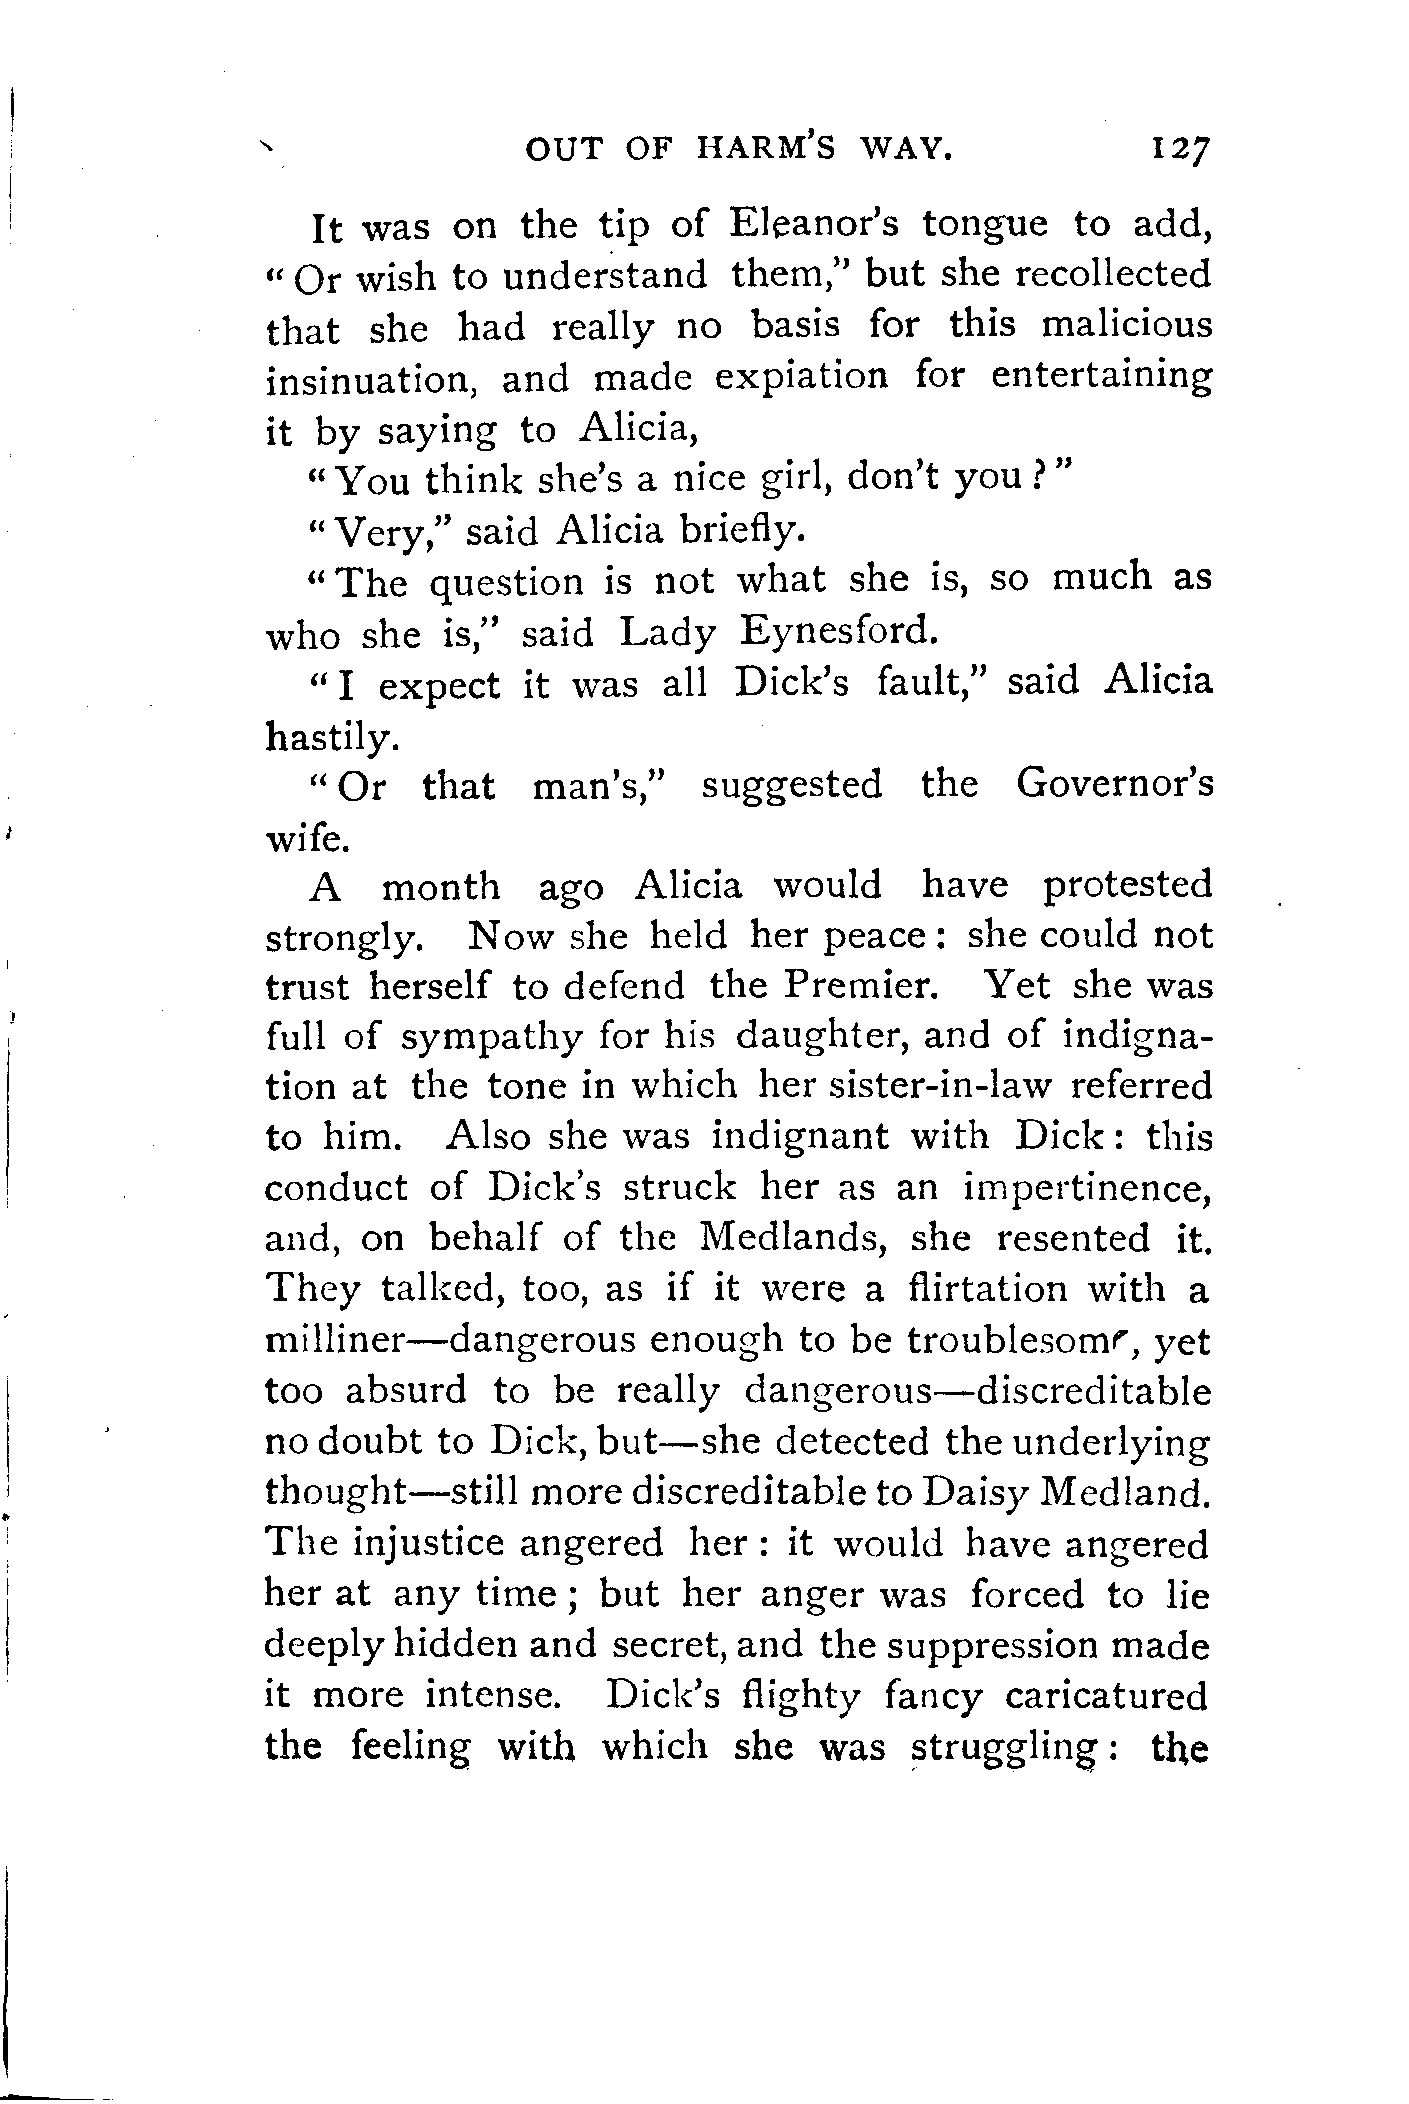 OUT OF HARM'S WAY. 127
It was on the tip of Eleanor's tongue to add,
"Or wish to understand them," but she recollected
that she had really no basis for this malicious
insinuation, and made expiation for entertaining
it by saying to Alicia,
"You think she's a nice girl, don't you?"
"Very," said Alicia briefly.
"The question is not what she is, so much as
who she is," said Lady Eynesford.
"I expect it was all Dick's fault," said Alicia
hastily.
"Or that man's," suggested the Governor's
wife.
A month ago Alicia would have protested
strongly. Now she held her peace: she could not
trust herself to defend the Premier. Yet she was
full of sympathy for his daughter, and of indigna-
tion at the tone in which her sister-in-law referred
to him. Also she was indignant with Dick: this
conduct of Dick's struck her as an impertinence,
and, on behalf of the Medlands, she resented it.
They talked, too, as if it were a flirtation with a
milliner—dangerous enough to be troublesome, yet
too absurd to be really dangerous—discreditable
no doubt to Dick, but—she detected the underlying
thought—still more discreditable to Daisy Medland.
The injustice angered her: it would have angered
her at any time; but her anger was forced to lie
deeply hidden and secret, and the suppression made
it more intense. Dick's flighty fancy caricatured
the feeling with which she was struggling: the